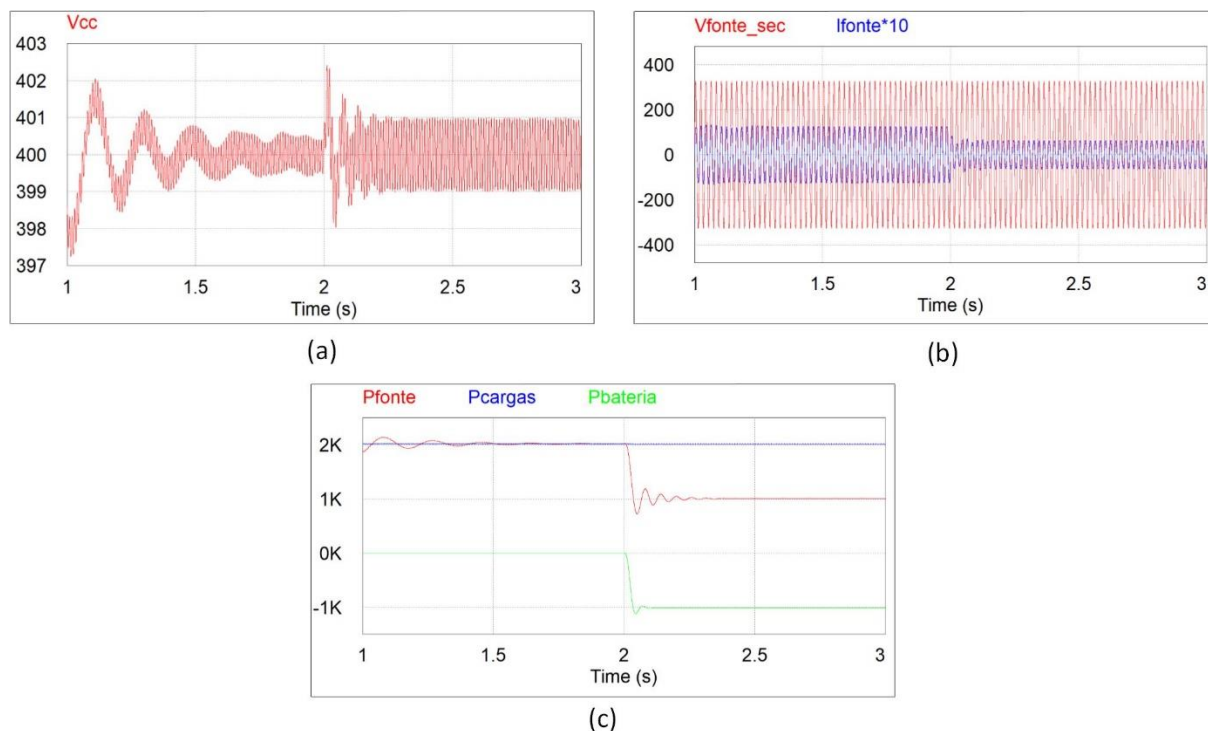 Vcc
403
402
401
400
399
398
397
1 1.5 2 2.5 3
Time (s)
(a)
Vfonte_sec Ifonte*10
400
200
0
-200
-400
1 1.5 2 2.5 3
Time (s)
(b)
Pfonte Pcargas Pbateria
2K
1K
0K
-1K
1 1.5 2 2.5 3
Time (s)
(c)